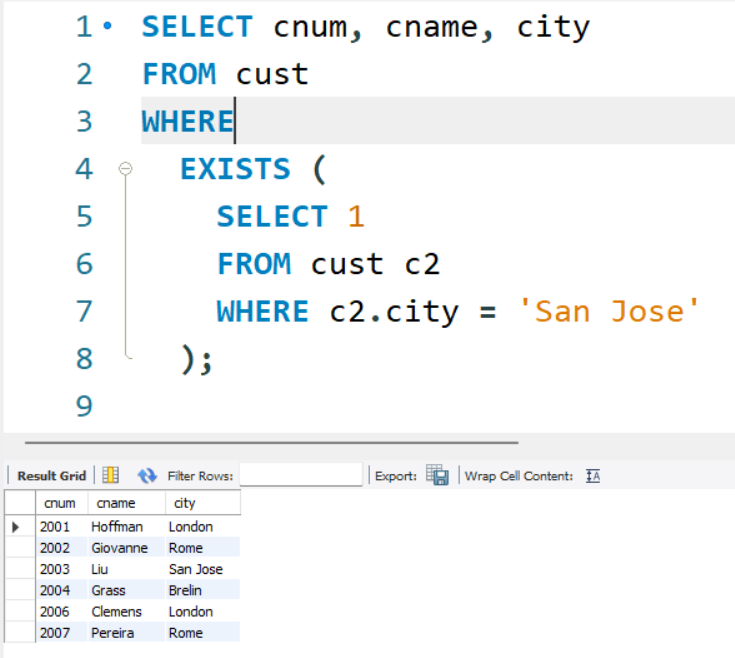 1 SELECT cnum, cname, city
2 FROM cust
3 WHERE
4 EXISTS (
5 SELECT 1
6 FROM cust c2
7 WHERE c2.city = 'San Jose'
8 );
9
Result Grid Filter Rows: Export: Wrap Cell Content: IA
cnum cname city
2001 Hoffman London
2002 Giovanne Rome
2003 Liu San Jose
2004 Grass Brelin
2006 Clemens London
2007 Pereira Rome